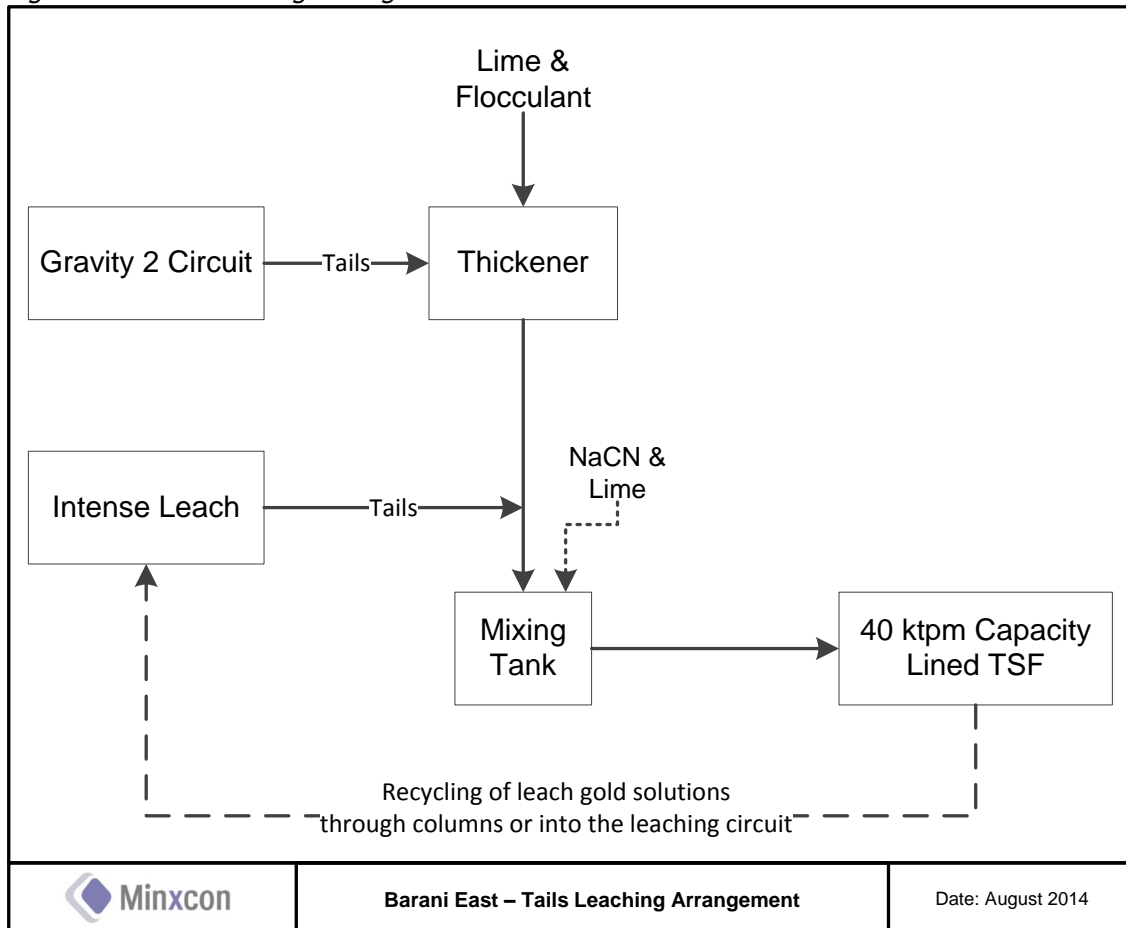 Lime &
Flocculant
Gravity 2 Circuit
Tails
Thickener
Intense Leach
Tails
NaCN &
Lime
Mixing
Tank
40 ktpm Capacity
Lined TSF
Recycling of leach gold solutions
through columns or into the leaching circuit
Minxcon
Barani East – Tails Leaching Arrangement
Date: August 2014